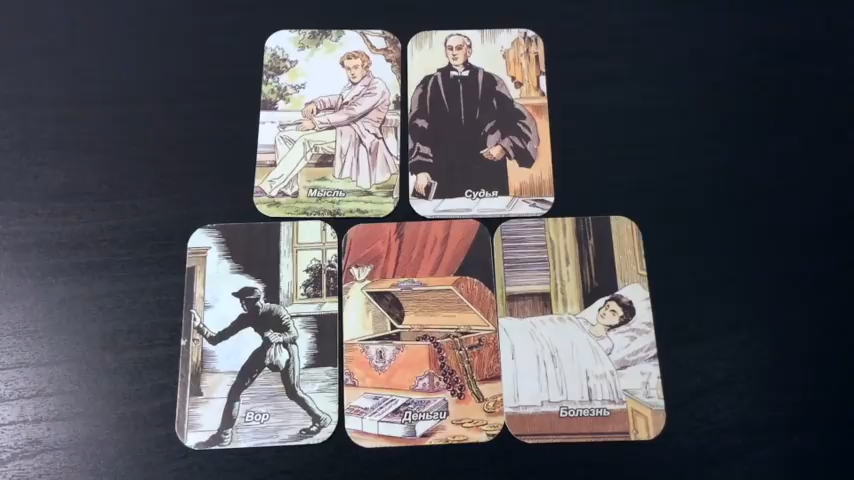 Мысль
Судья
Вор
Деньги
Болезнь